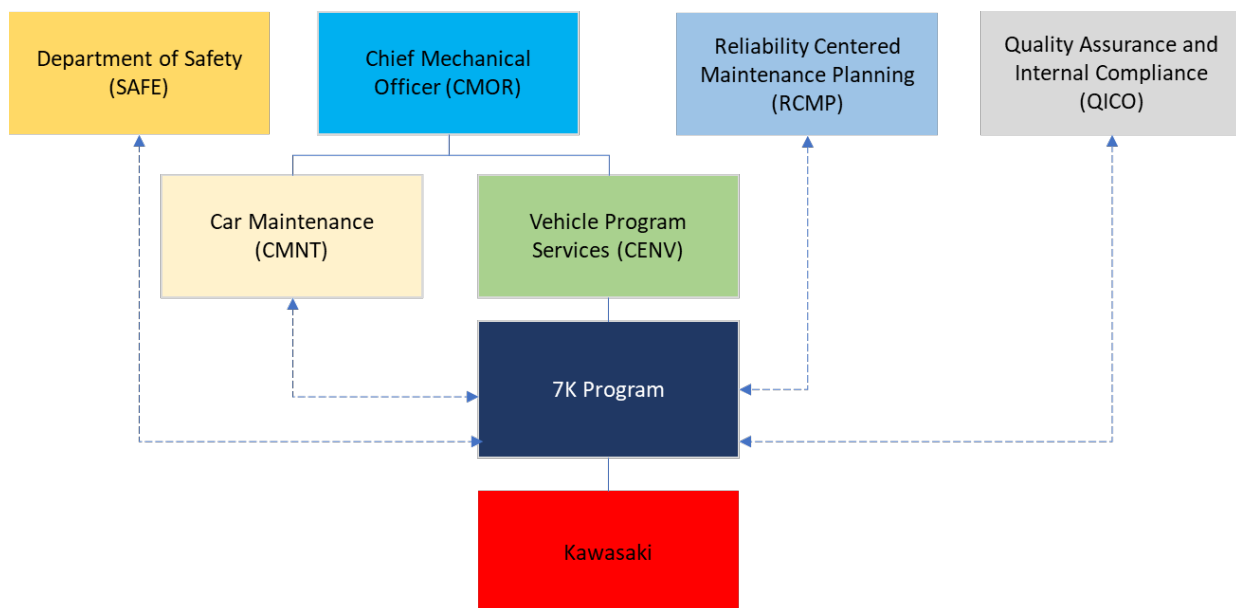 Department of Safety
(SAFE)
Chief Mechanical
Officer (CMOR)
Reliability Centered
Maintenance Planning
(RCMP)
Quality Assurance and
Internal Compliance
(QICO)
Car Maintenance
(CMNT)
Vehicle Program
Services (CENV)
7K Program
Kawasaki